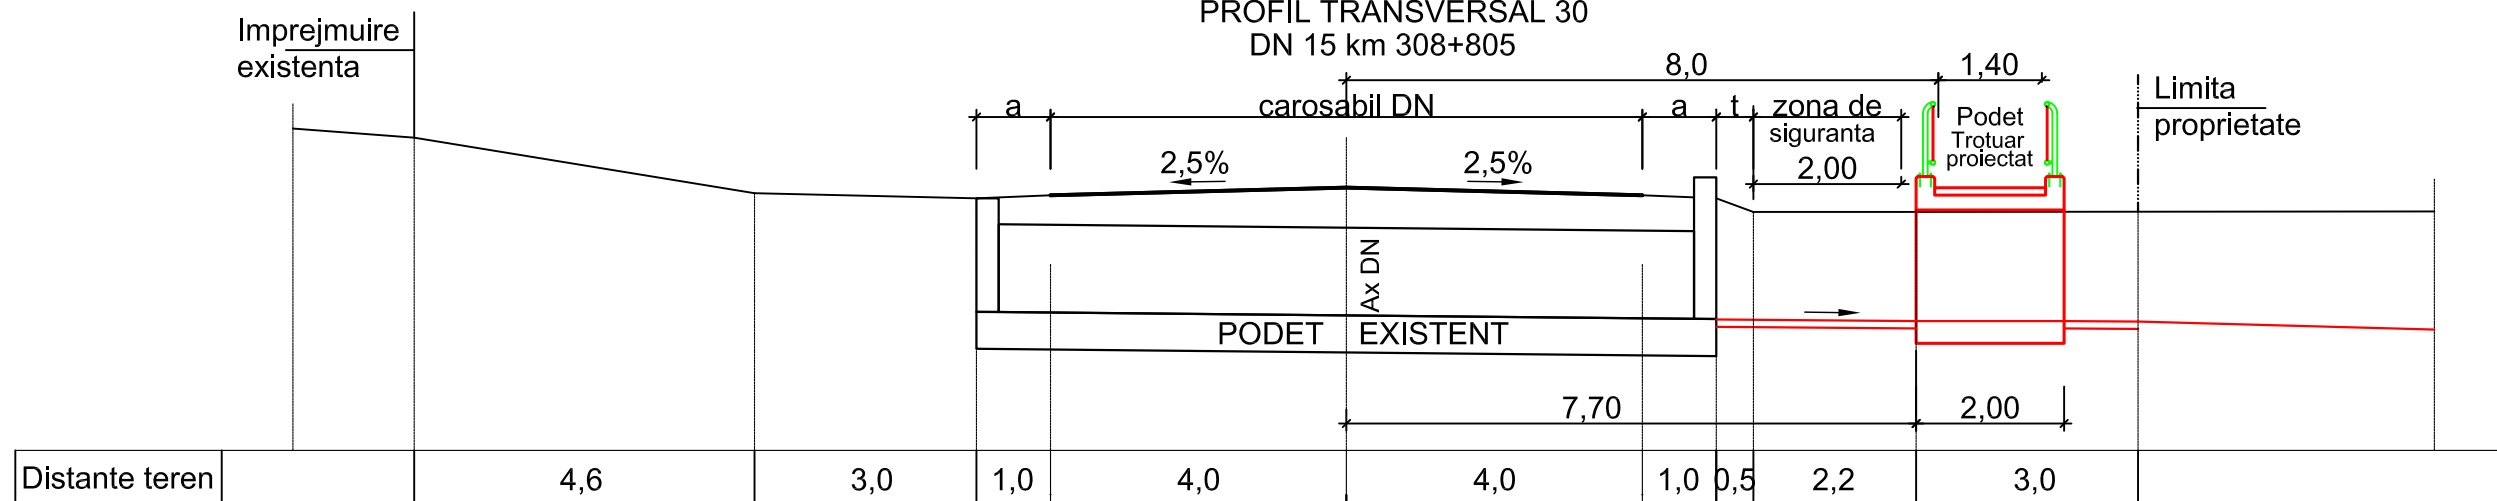 PROFIL TRANSVERSAL 30
DN 15 km 308+805
Imprejmuire
existenta
8,0
1,40
Limita
proprietate
a
carosabil DN
a
t
zona de
siguranta
2,00
Podet
Trotuar
proiectat
2,5%
2,5%
Ax DN
PODET EXISTENT
7,70
2,00
Distante teren
4,6
3,0
1,0
4,0
4,0
1,0
0,5
2,2
3,0